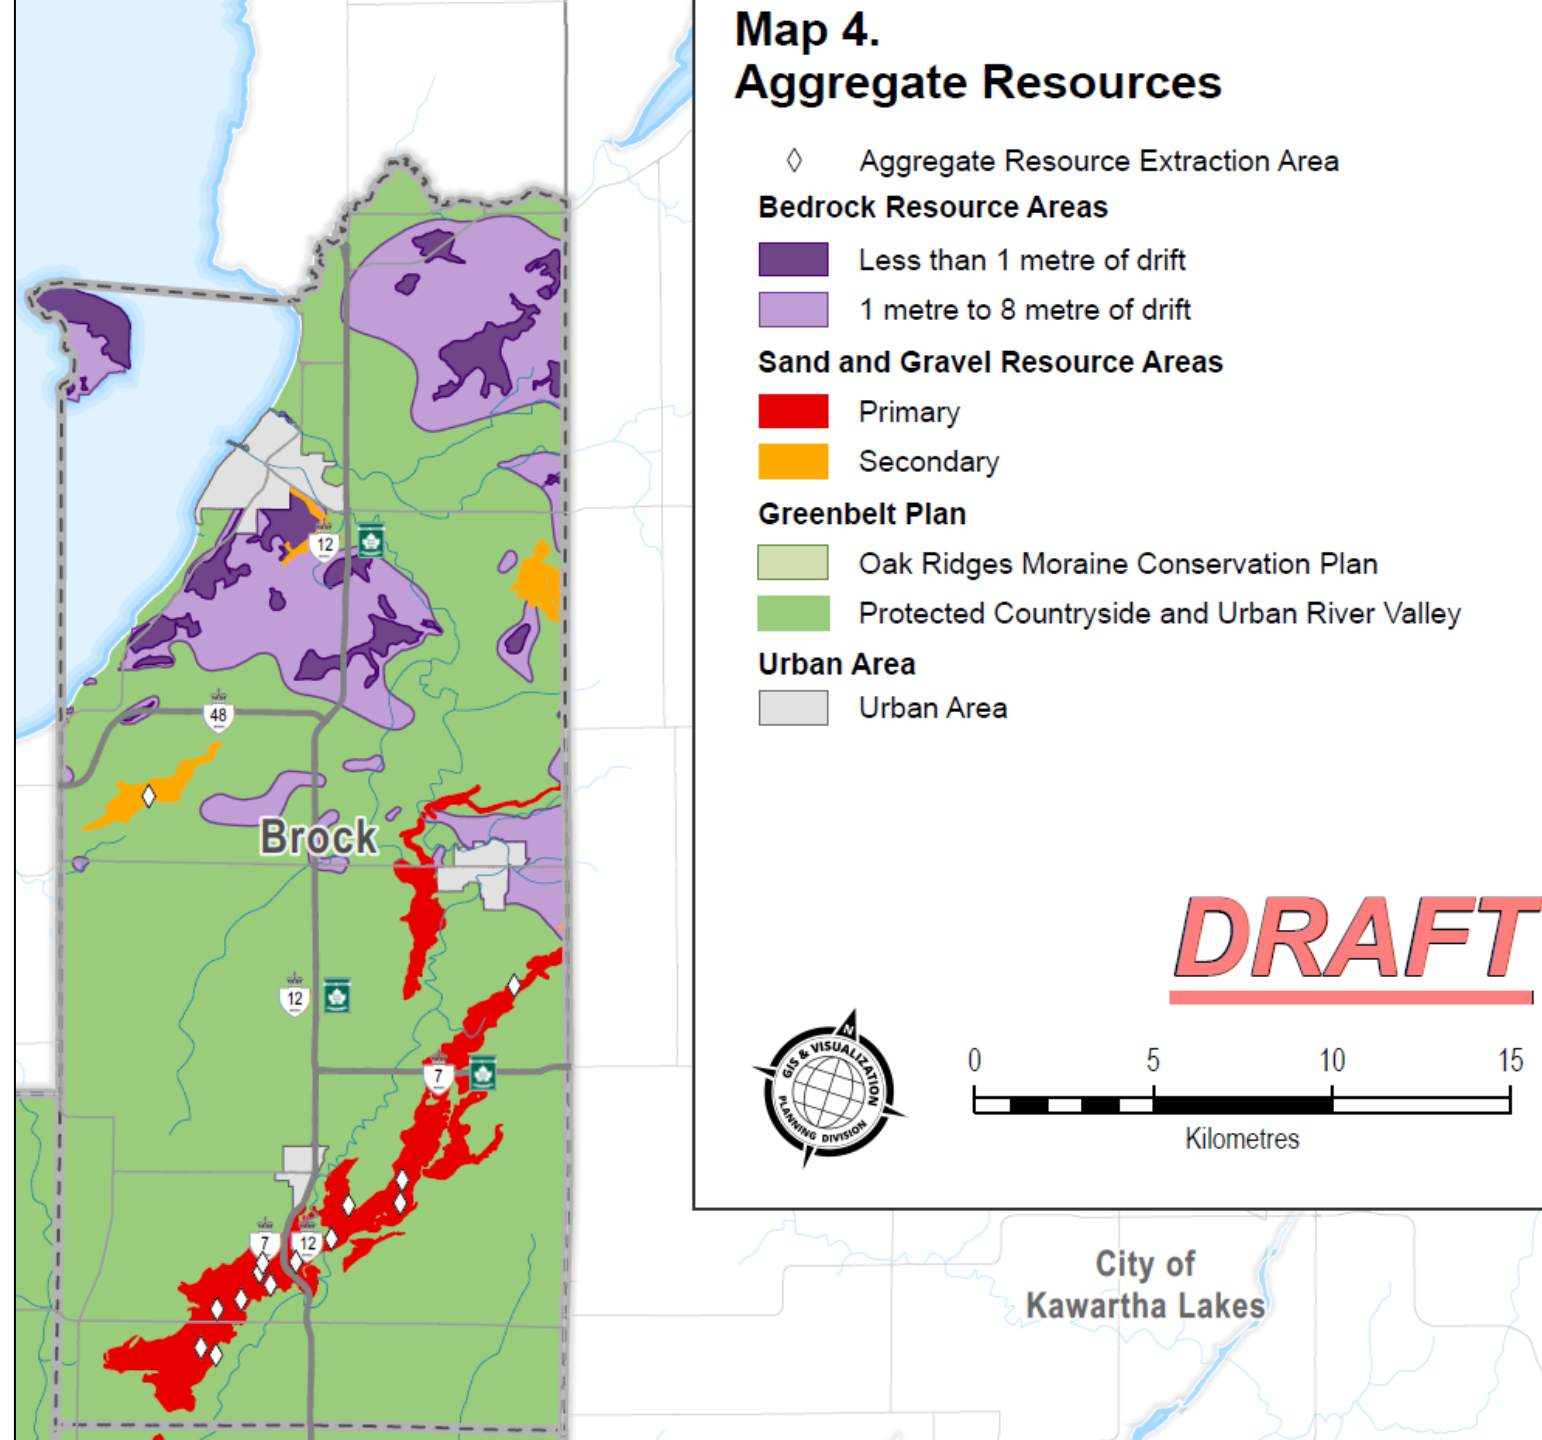 Map 4.
Aggregate Resources
Aggregate Resource Extraction Area
Bedrock Resource Areas
Less than 1 metre of drift
1 metre to 8 metre of drift
Sand and Gravel Resource Areas
Primary
Secondary
Greenbelt Plan
Oak Ridges Moraine Conservation Plan
Protected Countryside and Urban River Valley
Urban Area
Urban Area
12
48
Brock
12
7
7
12
DRAFT
N
GIS & VISUALIZATION
PLANNING DIVISION
0 5 10 15
Kilometres
City of
Kawartha Lakes